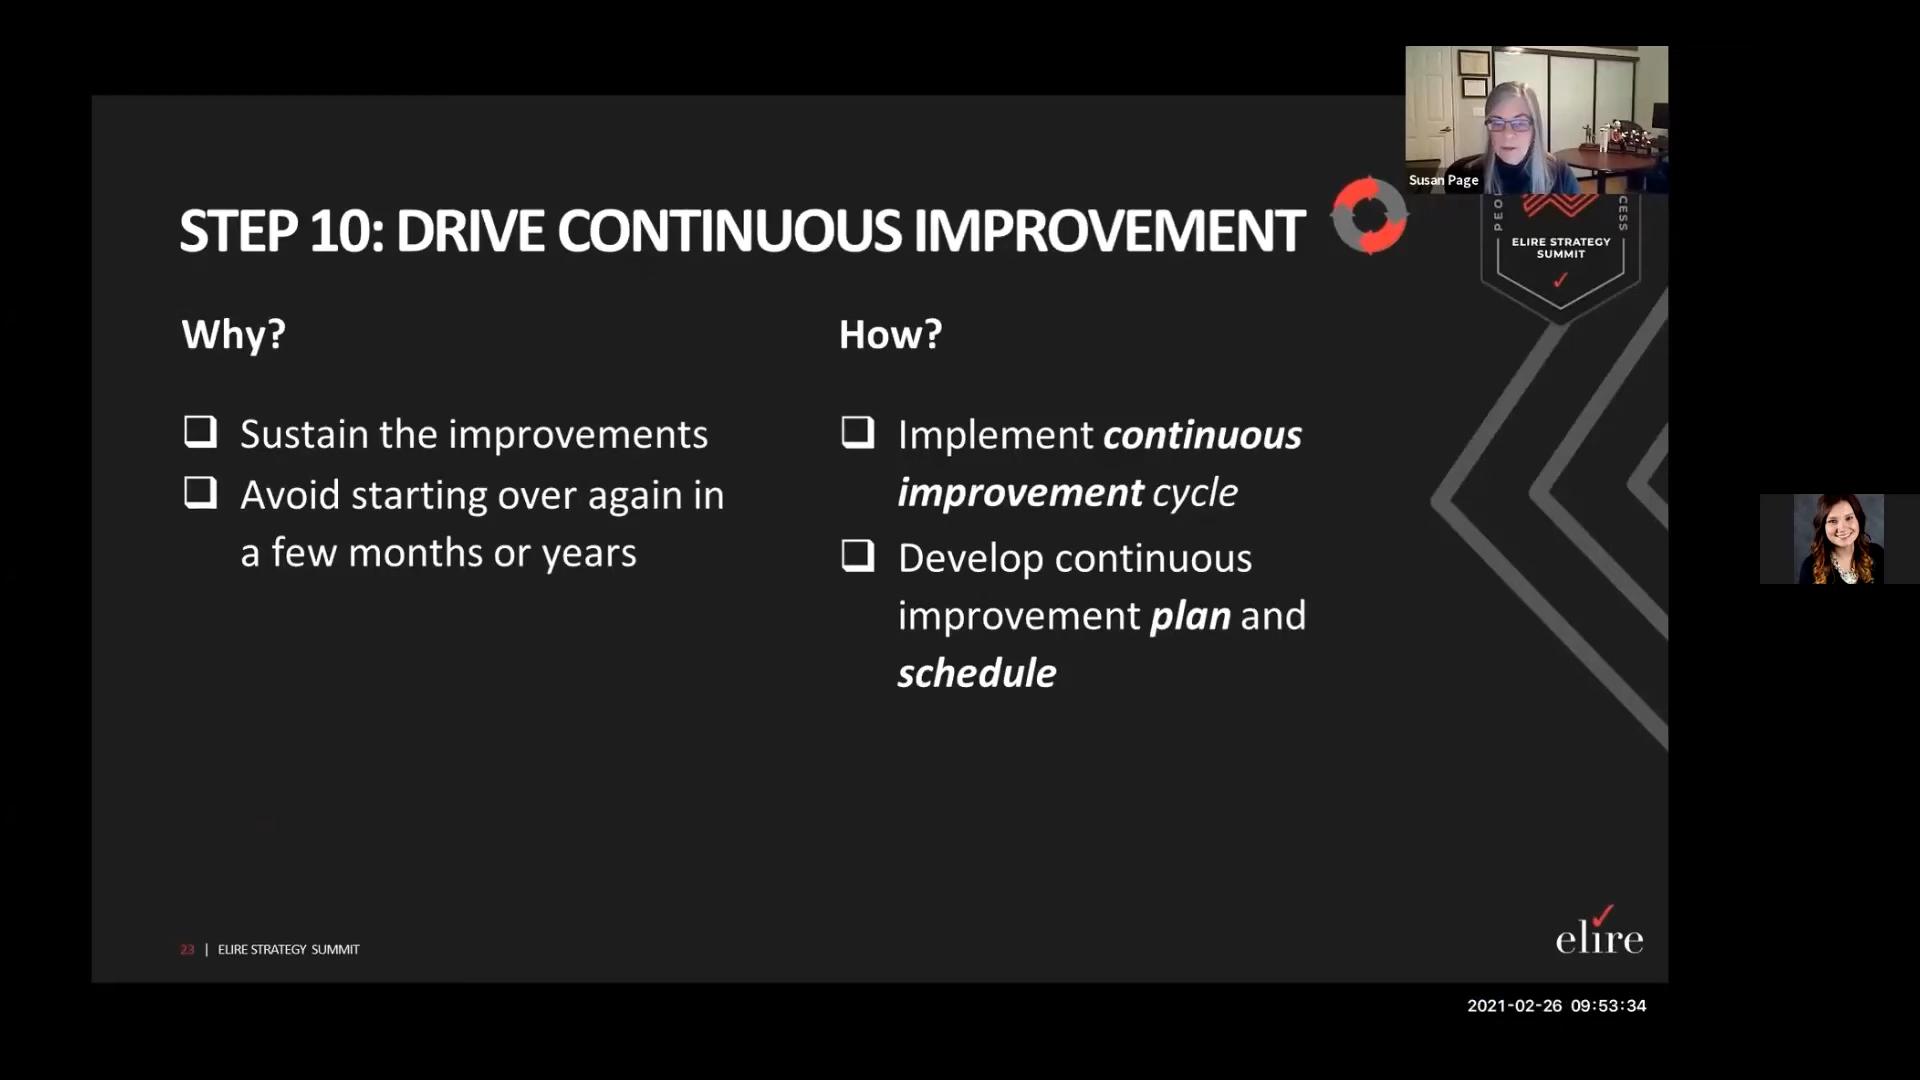 Susan Page
STEP 10: DRIVE CONTINUOUS IMPROVEMENT
ELIRE STRATEGY
SUMMIT
Why?
❑ Sustain the improvements
❑ Avoid starting over again in
a few months or years
How?
❑ Implement continuous
improvement cycle
❑ Develop continuous
improvement plan and
schedule
23 | ELIRE STRATEGY SUMMIT
elire
2021-02-26 09:53:34